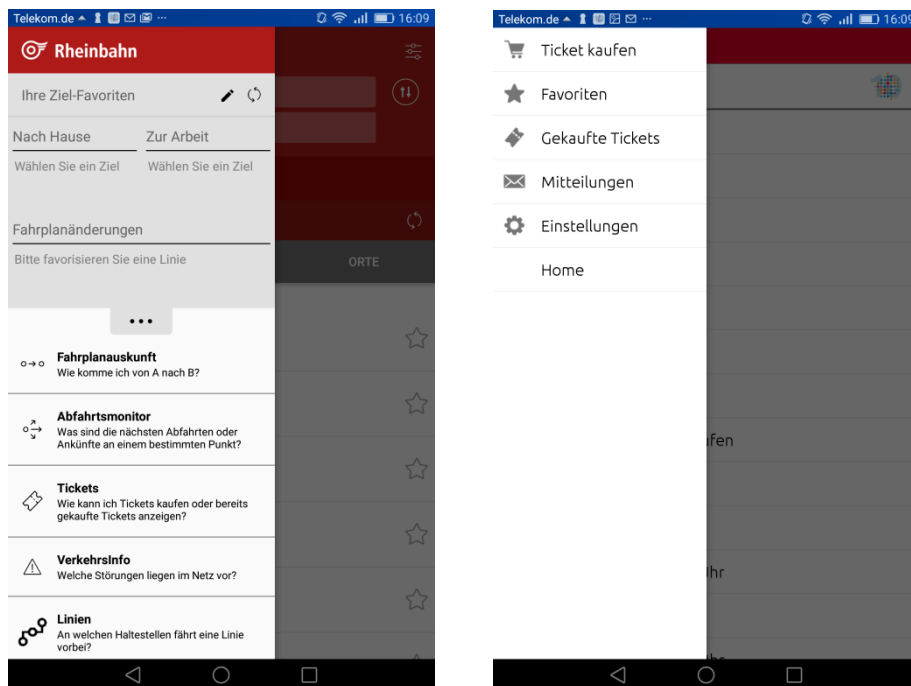 Telekom.de
16:09
Rheinbahn
Ihre Ziel-Favoriten
Nach Hause
Zur Arbeit
Wählen Sie ein Ziel
Wählen Sie ein Ziel
Fahrplanänderungen
Bitte favorisieren Sie eine Linie
ORTE
Fahrplanauskunft
Wie komme ich von A nach B?
Abfahrtsmonitor
Was sind die nächsten Abfahrten oder
Ankünfte an einem bestimmten Punkt?
Tickets
Wie kann ich Tickets kaufen oder bereits
gekaufte Tickets anzeigen?
VerkehrsInfo
Welche Störungen liegen im Netz vor?
Linien
An welchen Haltestellen fährt eine Linie
vorbei?
Telekom.de
16:09
Ticket kaufen
Favoriten
Gekaufte Tickets
Mitteilungen
Einstellungen
Home
ufen
Uhr